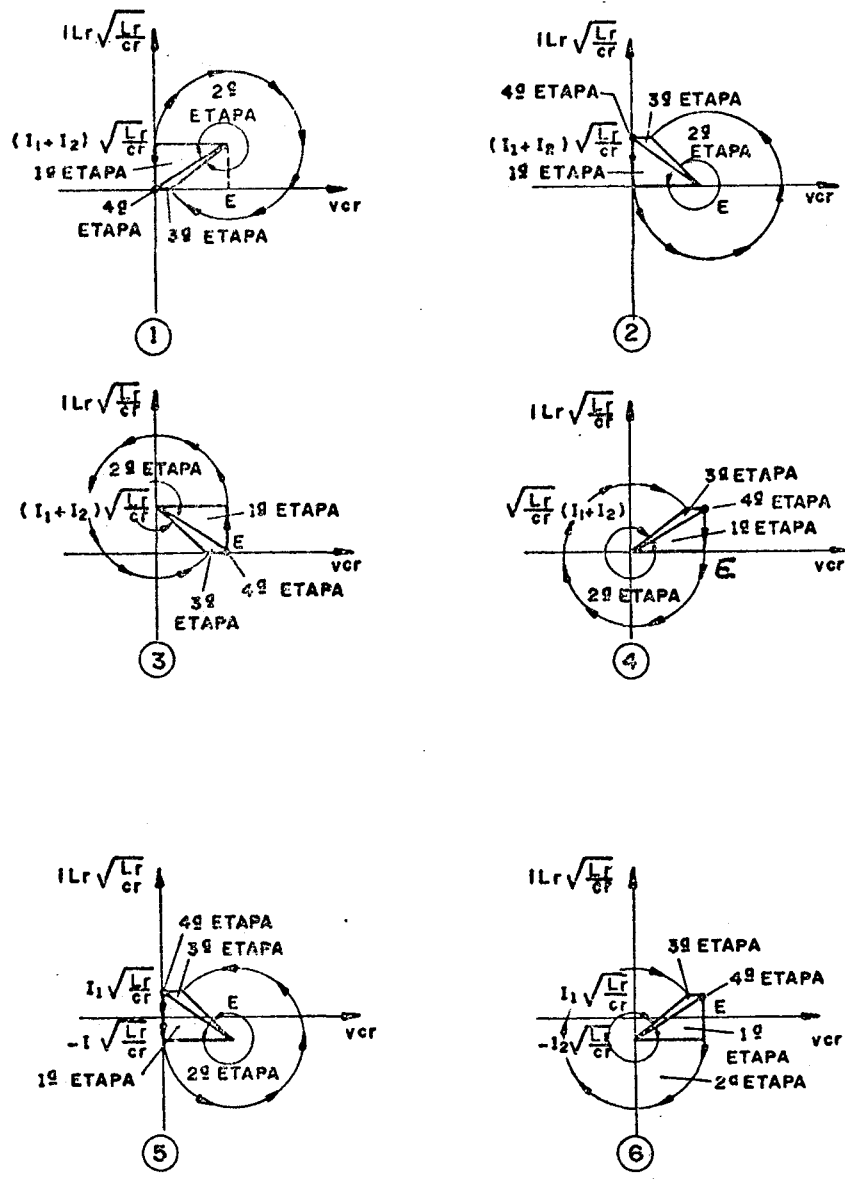 iLr √Lr/cr
2ª ETAPA
(I₁+I₂) √Lr/cr
1ª ETAPA
4ª ETAPA
3ª ETAPA
E
vcr
1
iLr √Lr/cr
4ª ETAPA
3ª ETAPA
2ª ETAPA
(I₁+I₂) √Lr/cr
1ª ETAPA
E
vcr
2
iLr √Lr/cr
2ª ETAPA
(I₁+I₂) √Lr/cr
1ª ETAPA
E
vcr
4ª ETAPA
3ª ETAPA
3
iLr √Lr/cr
3ª ETAPA
√Lr/cr (I₁+I₂)
4ª ETAPA
1ª ETAPA
E
vcr
2ª ETAPA
4
iLr √Lr/cr
4ª ETAPA
3ª ETAPA
I₁ √Lr/cr
E
vcr
-I √Lr/cr
1ª ETAPA
2ª ETAPA
5
iLr √Lr/cr
3ª ETAPA
4ª ETAPA
I₁ √Lr/cr
E
vcr
-I₂ √Lr/cr
1ª ETAPA
2ª ETAPA
6